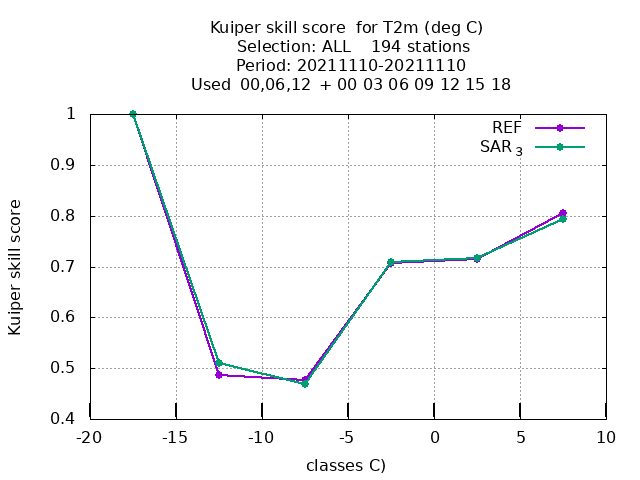 Kuiper skill score for T2m (deg C)
Selection: ALL 194 stations
Period: 20211110-20211110
Used 00,06,12 + 00 03 06 09 12 15 18
REF
SAR 3
1
0.9
0.8
0.7
0.6
0.5
0.4
Kuiper skill score
-20 -15 -10 -5 0 5 10
classes C)